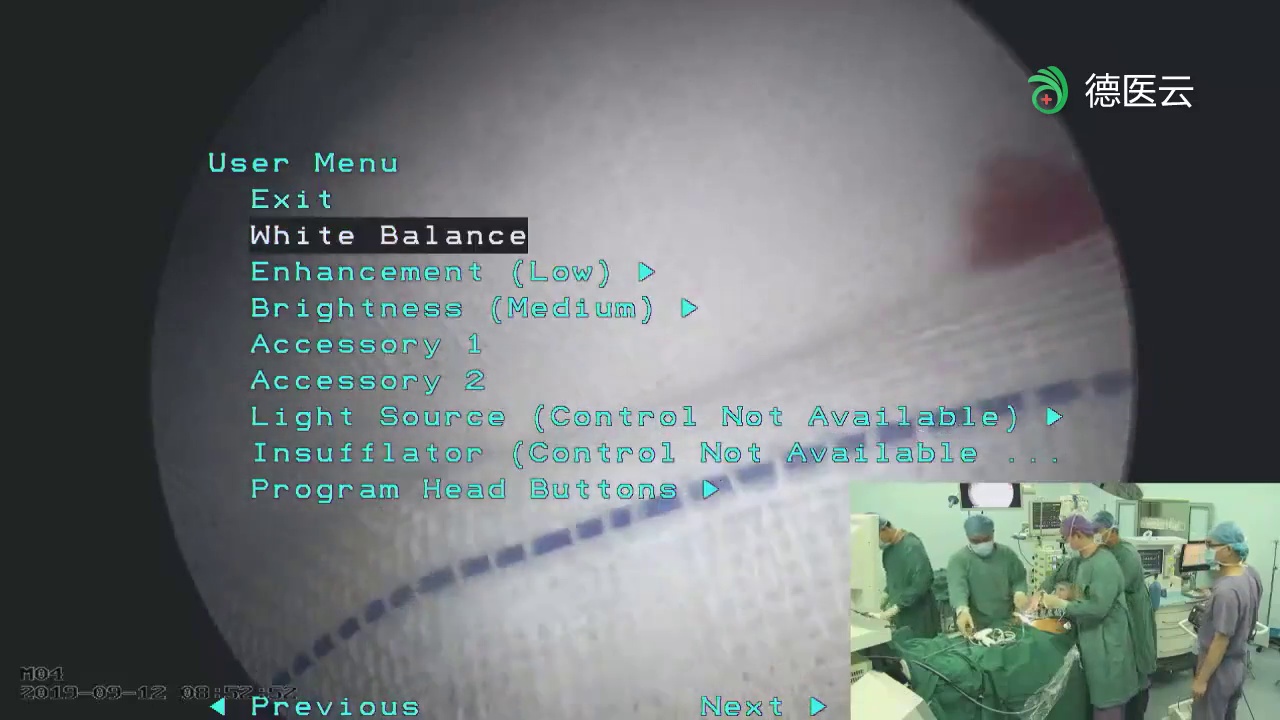 德医云
User Menu
Exit
White Balance
Enhancement (Low) ▶
Brightness (Medium) ▶
Accessory 1
Accessory 2
Light Source (Control Not Available) ▶
Insufflator (Control Not Available ...
Program Head Buttons ▶
M04
2019-09-12 08:52:52
◀ Previous
Next ▶